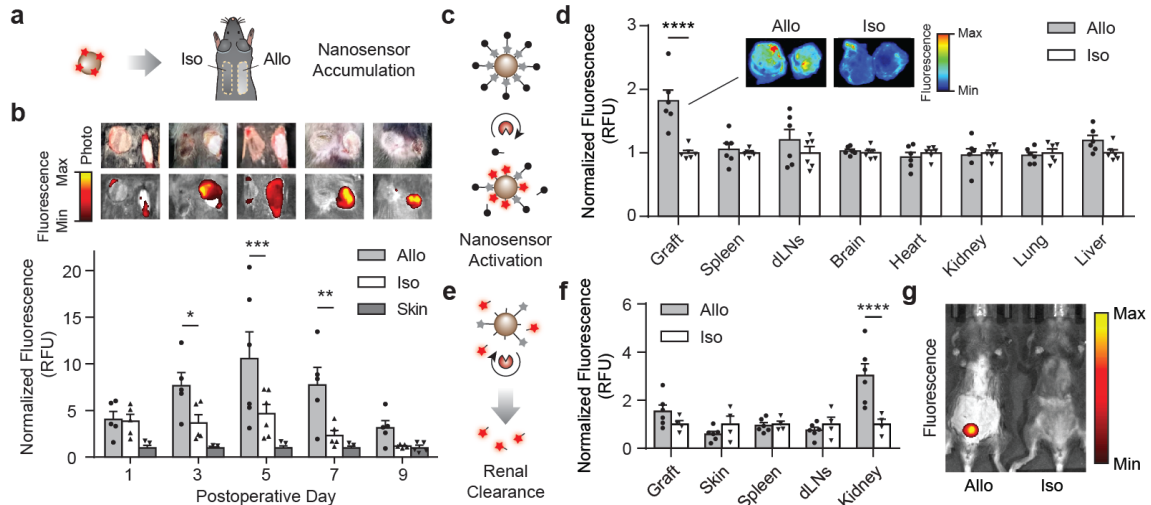 a
Iso
Allo
Nanosensor
Accumulation
b
Fluorescence
Min
Max
Photo
Normalized Fluorescence
(RFU)
20
15
10
5
0
*
***
**
Allo
Iso
Skin
1
3
5
7
9
Postoperative Day
c
Nanosensor
Activation
e
Renal
Clearance
d
Normalized Fluorescnece
(RFU)
3
2
1
0
****
Allo
Iso
Fluorescence
Max
Min
Allo
Iso
Graft
Spleen
dLNs
Brain
Heart
Kidney
Lung
Liver
f
Normalized Fluorescence
(RFU)
6
4
2
0
Allo
Iso
****
Graft
Skin
Spleen
dLNs
Kidney
g
Fluorescence
Max
Min
Allo
Iso